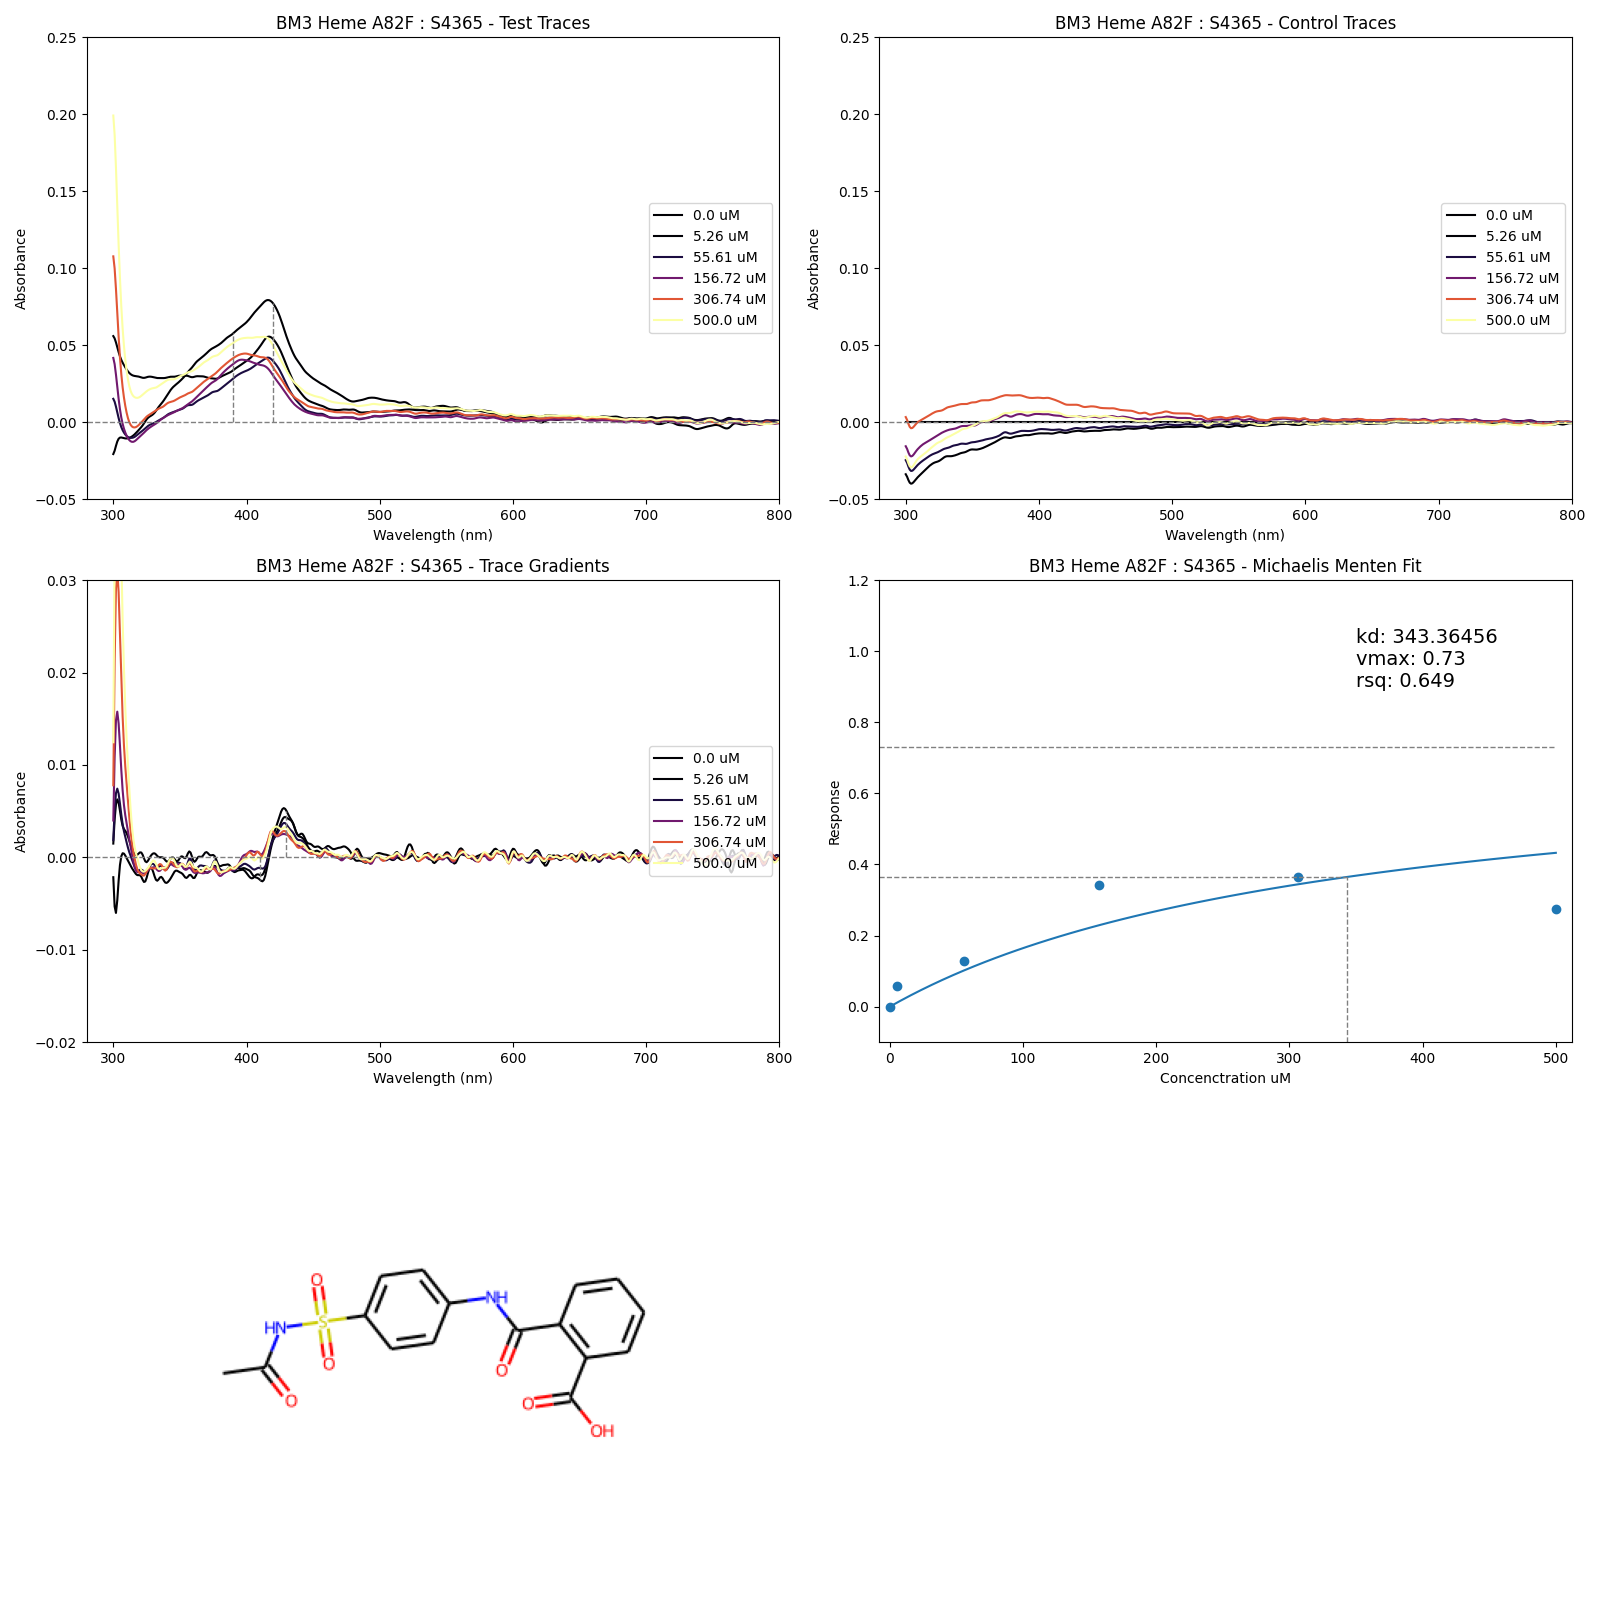 BM3 Heme A82F : S4365 - Test Traces
0.25
0.20
0.15
0.10
0.05
0.00
−0.05
Absorbance
0.0 uM
5.26 uM
55.61 uM
156.72 uM
306.74 uM
500.0 uM
300 400 500 600 700 800
Wavelength (nm)
BM3 Heme A82F : S4365 - Control Traces
0.25
0.20
0.15
0.10
0.05
0.00
−0.05
Absorbance
0.0 uM
5.26 uM
55.61 uM
156.72 uM
306.74 uM
500.0 uM
300 400 500 600 700 800
Wavelength (nm)
BM3 Heme A82F : S4365 - Trace Gradients
0.03
0.02
0.01
0.00
−0.01
−0.02
Absorbance
0.0 uM
5.26 uM
55.61 uM
156.72 uM
306.74 uM
500.0 uM
300 400 500 600 700 800
Wavelength (nm)
BM3 Heme A82F : S4365 - Michaelis Menten Fit
1.2
1.0
0.8
0.6
0.4
0.2
0.0
Response
kd: 343.36456
vmax: 0.73
rsq: 0.649
0 100 200 300 400 500
Concenctration uM
O
HN
S
O
O
NH
O
O
OH